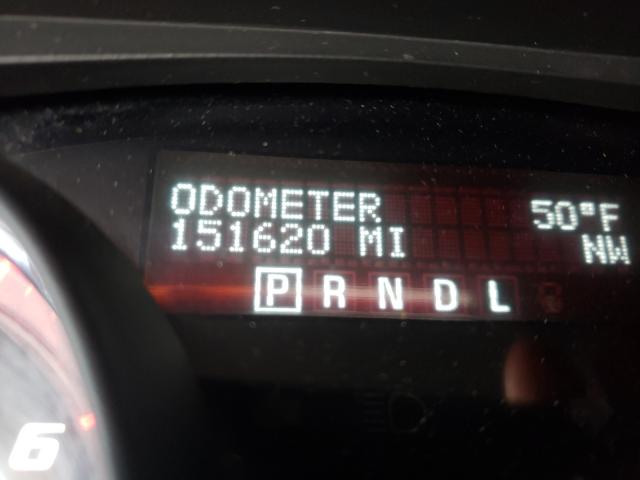 ODOMETER 50°F
151620 MI NW
P R N D L
6